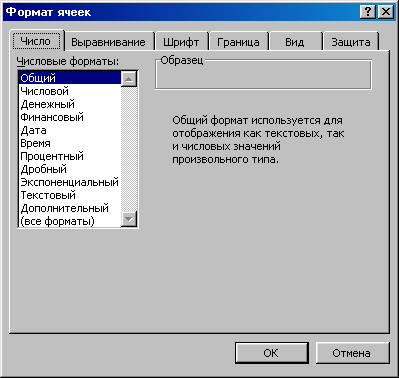 Формат ячеек
Число Выравнивание Шрифт Граница Вид Защита
Числовые форматы:
Общий
Числовой
Денежный
Финансовый
Дата
Время
Процентный
Дробный
Экспоненциальный
Текстовый
Дополнительный
(все форматы)
Образец
Общий формат используется для
отображения как текстовых, так
и числовых значений
произвольного типа.
OK Отмена